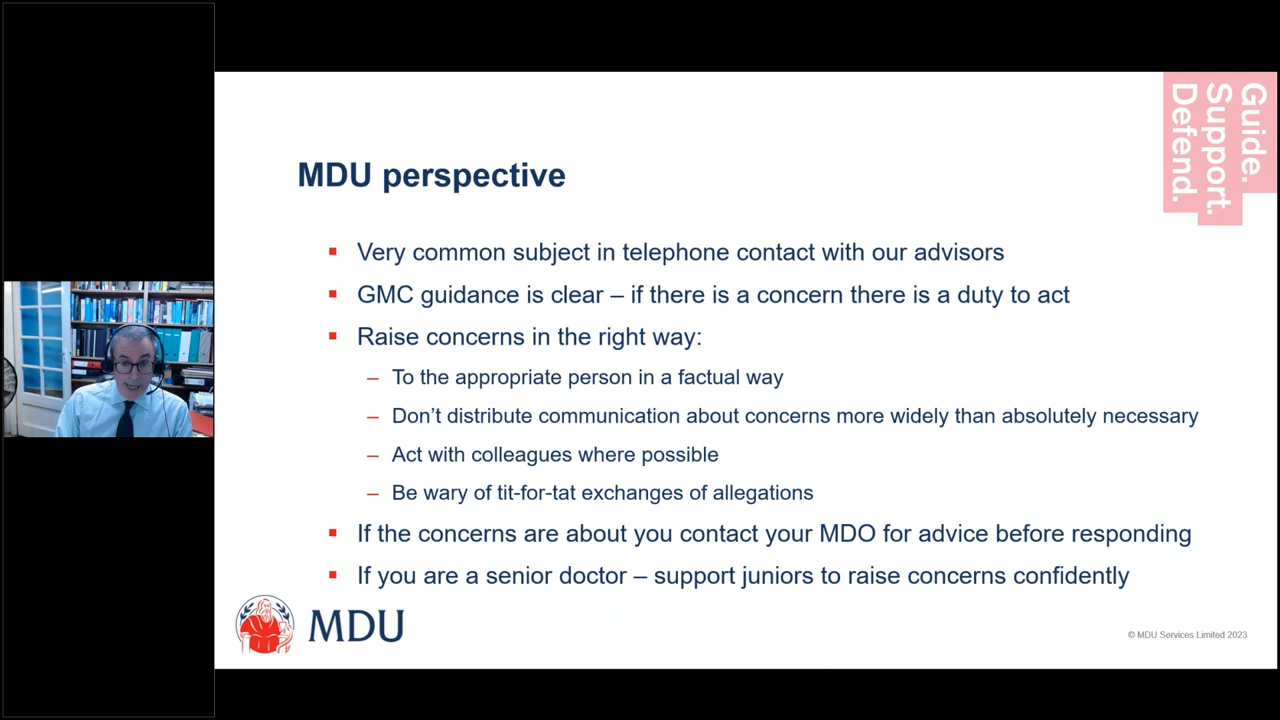 Guide.
Support.
Defend.
MDU perspective
Very common subject in telephone contact with our advisors
GMC guidance is clear – if there is a concern there is a duty to act
Raise concerns in the right way:
– To the appropriate person in a factual way
– Don’t distribute communication about concerns more widely than absolutely necessary
– Act with colleagues where possible
– Be wary of tit-for-tat exchanges of allegations
If the concerns are about you contact your MDO for advice before responding
If you are a senior doctor – support juniors to raise concerns confidently
MDU
© MDU Services Limited 2023